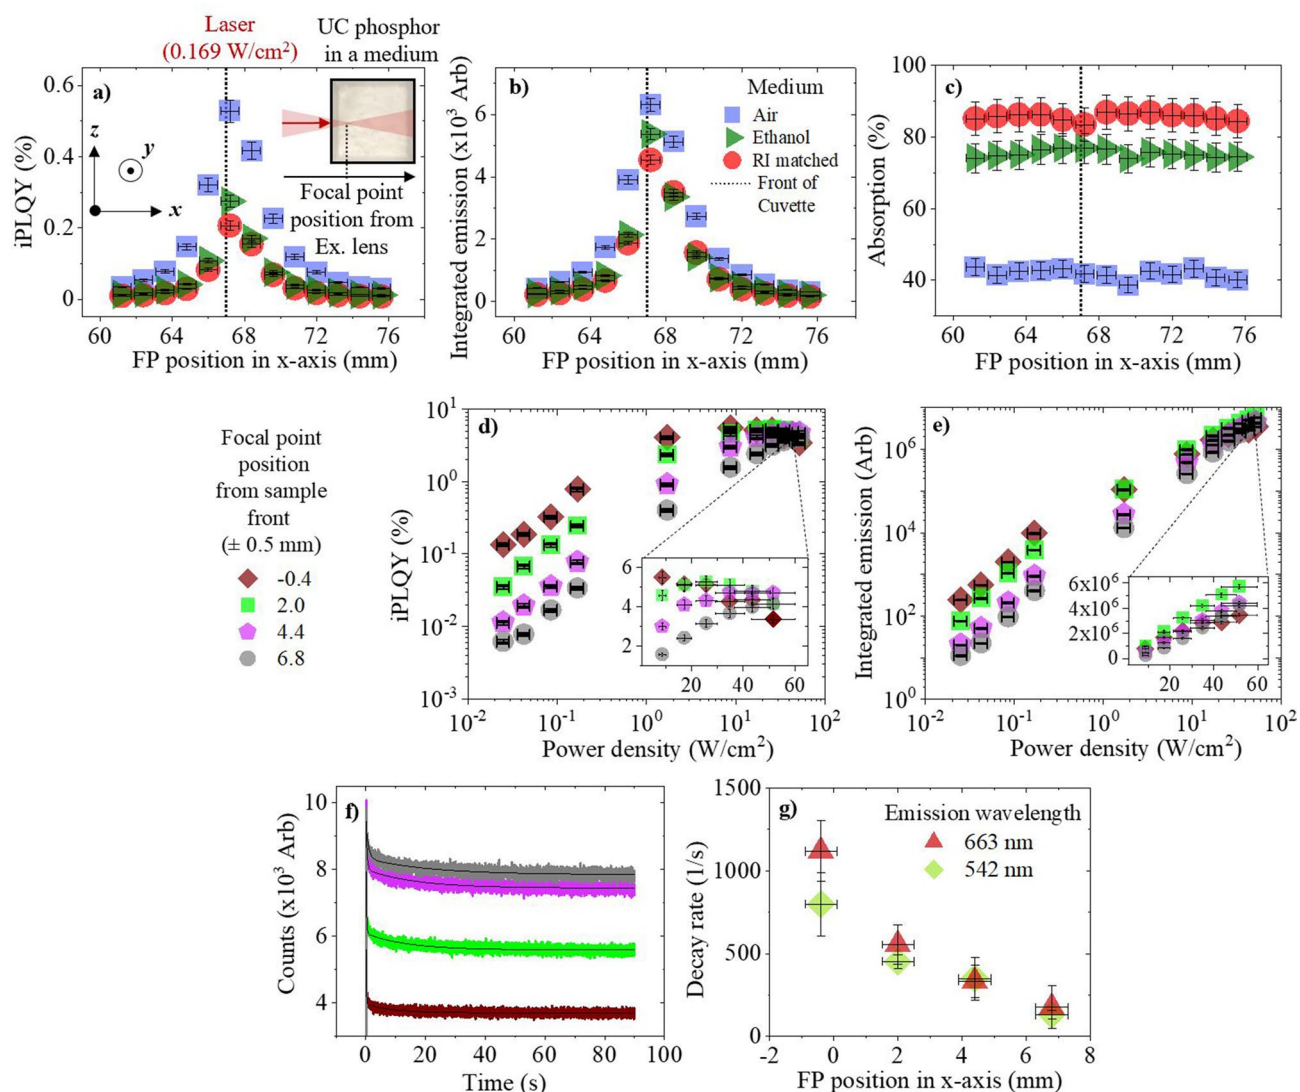 Laser
(0.169 W/cm²)
UC phosphor
in a medium
a)
z
y
x
Focal point
position from
Ex. lens
iPLQY (%)
0.6
0.4
0.2
0
60 64 68 72 76
FP position in x-axis (mm)
b)
Medium
Air
Ethanol
RI matched
Front of
Cuvette
Integrated emission (x10³ Arb)
6
4
2
0
60 64 68 72 76
FP position in x-axis (mm)
c)
Absorption (%)
100
80
60
40
60 64 68 72 76
FP position in x-axis (mm)
Focal point
position
from sample
front
(± 0.5 mm)
-0.4
2.0
4.4
6.8
d)
iPLQY (%)
10¹
10⁰
10⁻¹
10⁻²
10⁻³
10⁻² 10⁻¹ 10⁰ 10¹ 10²
Power density (W/cm²)
6
4
2
20 40 60
e)
Integrated emission (Arb)
10⁶
10⁴
10²
10⁰
10⁻² 10⁻¹ 10⁰ 10¹ 10²
Power density (W/cm²)
6x10⁶
4x10⁶
2x10⁶
0
20 40 60
f)
Counts (x10³ Arb)
10
8
6
4
0 20 40 60 80 100
Time (s)
g)
Emission wavelength
663 nm
542 nm
Decay rate (1/s)
1500
1000
500
0
-2 0 2 4 6 8
FP position in x-axis (mm)